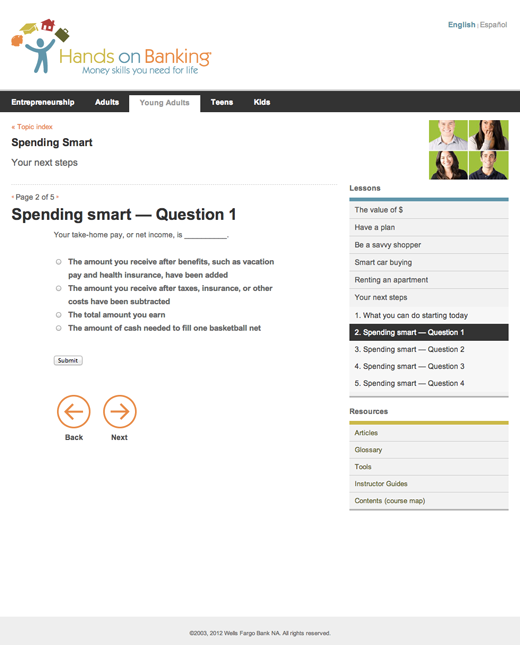 English | Español
Hands on Banking
Money skills you need for life
Entrepreneurship Adults Young Adults Teens Kids
« Topic index
Spending Smart
Your next steps
Page 2 of 5
Spending smart — Question 1
Your take-home pay, or net income, is ___________.
The amount you receive after benefits, such as vacation
pay and health insurance, have been added
The amount you receive after taxes, insurance, or other
costs have been subtracted
The total amount you earn
The amount of cash needed to fill one basketball net
Submit
Back Next
Lessons
The value of $
Have a plan
Be a savvy shopper
Smart car buying
Renting an apartment
Your next steps
1. What you can do starting today
2. Spending smart — Question 1
3. Spending smart — Question 2
4. Spending smart — Question 3
5. Spending smart — Question 4
Resources
Articles
Glossary
Tools
Instructor Guides
Contents (course map)
©2003, 2012 Wells Fargo Bank NA. All rights reserved.